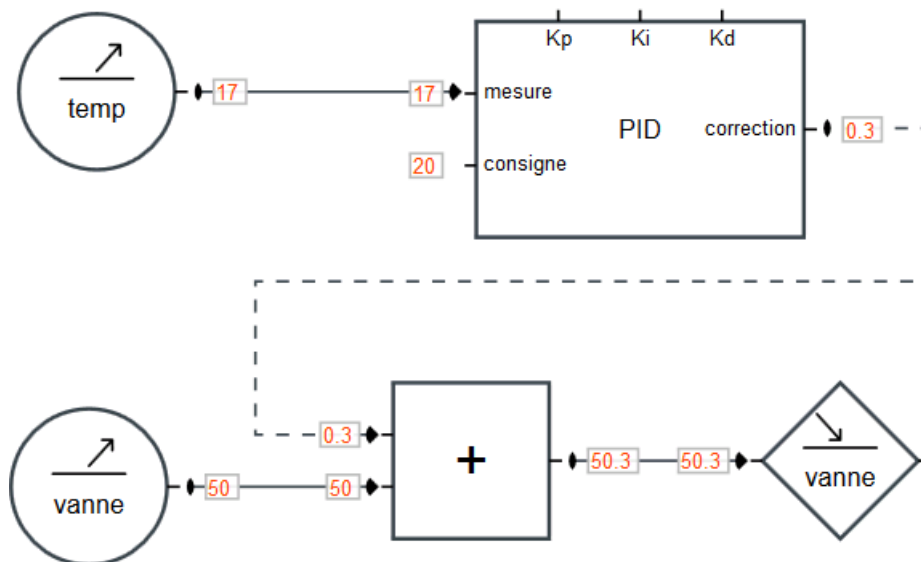 Kp Ki Kd
temp
17
17
mesure
PID
correction
0.3
20
consigne
0.3
+
50.3
50.3
vanne
50
50
vanne